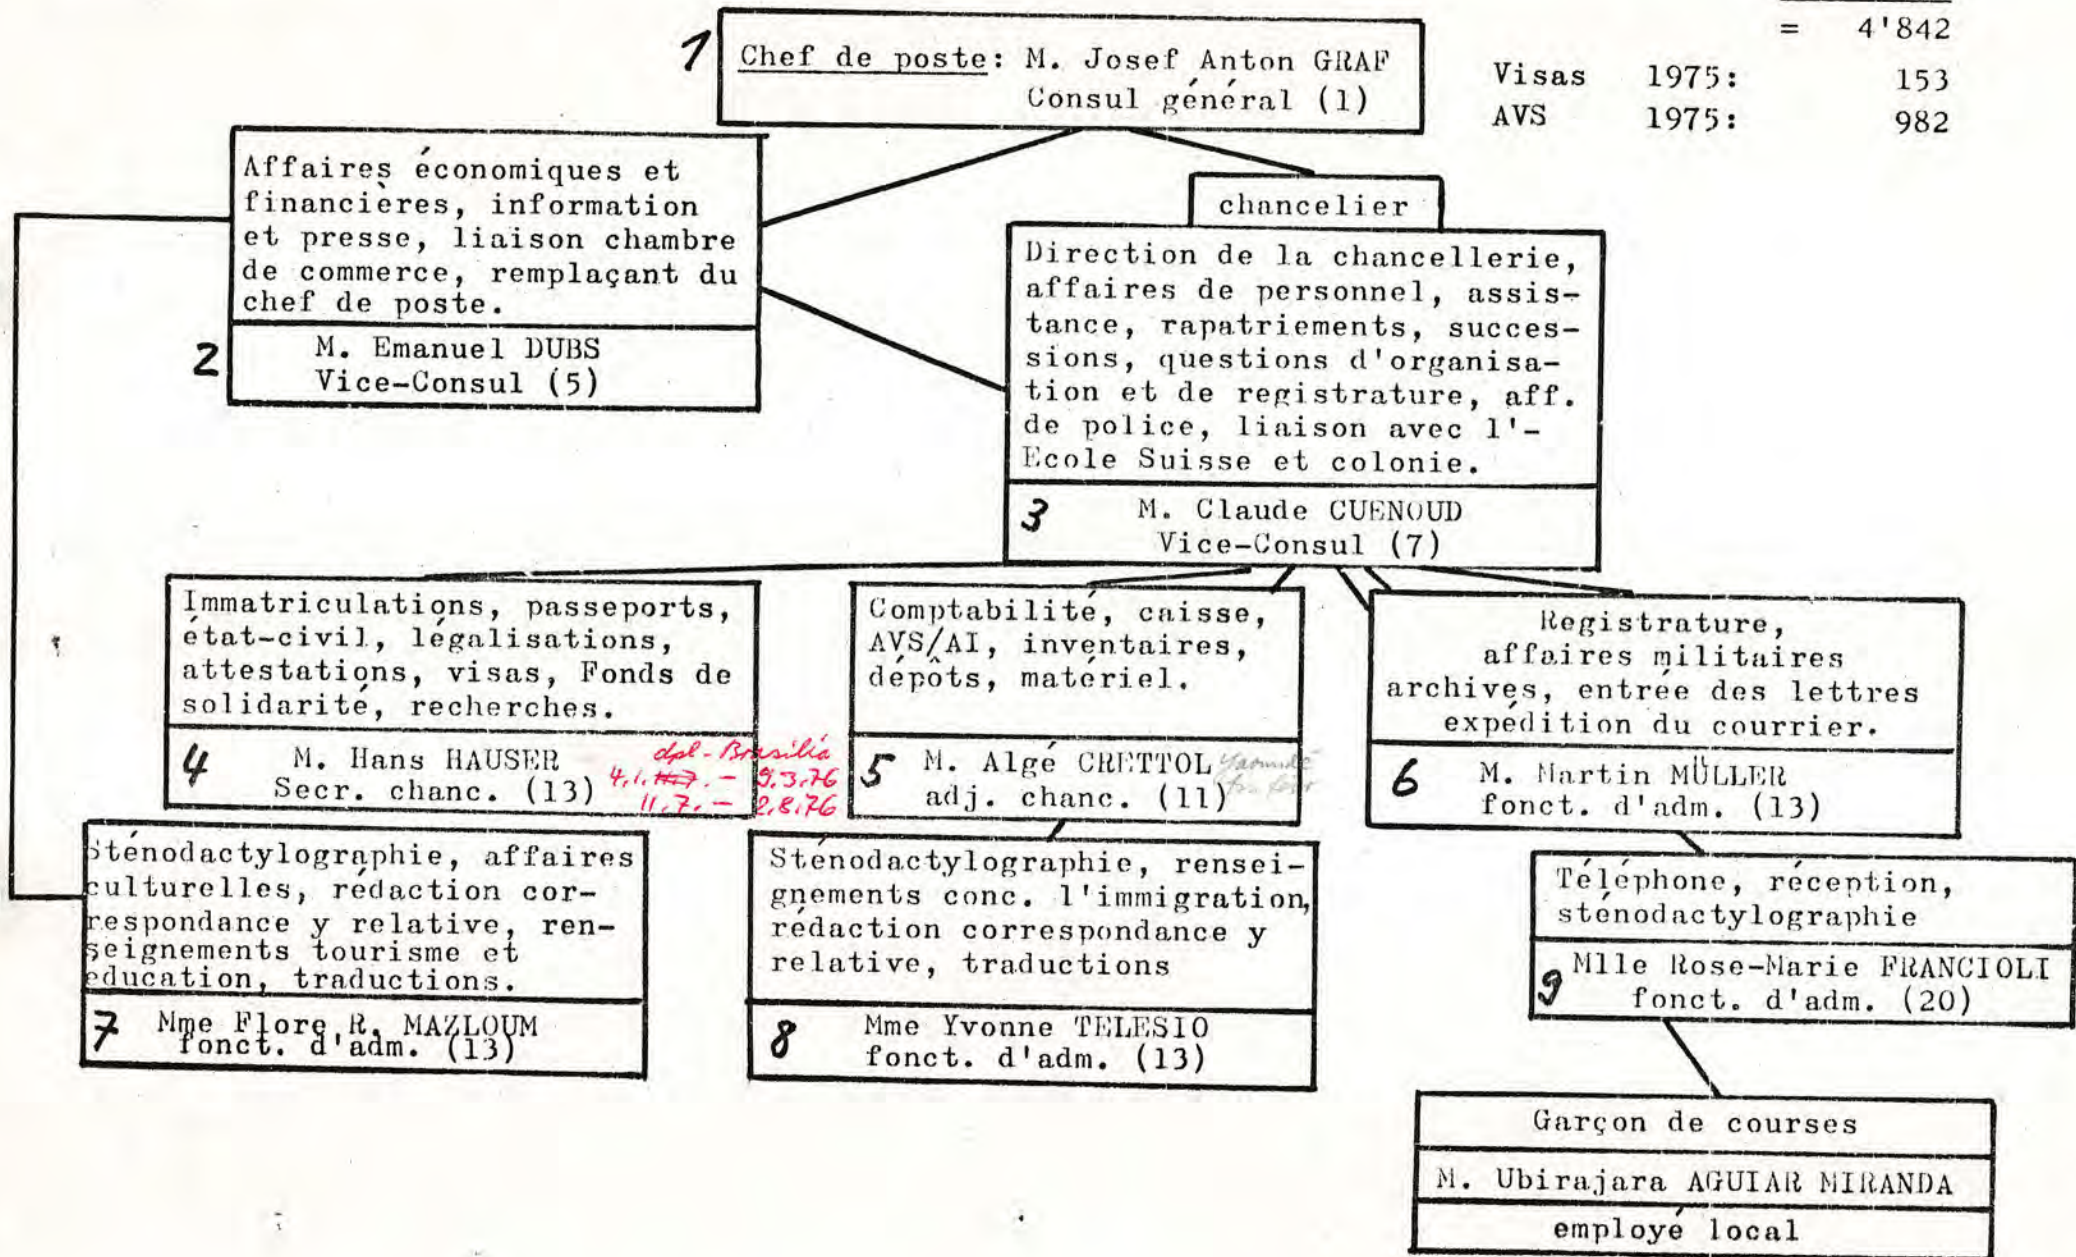 = 4'842
1
Chef de poste: M. Josef Anton GRAF
Consul général (1)
Visas 1975: 153
AVS 1975: 982
Affaires économiques et
financières, information
et presse, liaison chambre
de commerce, remplaçant du
chef de poste.
2
M. Emanuel DUBS
Vice-Consul (5)
chancelier
Direction de la chancellerie,
affaires de personnel, assis-
tance, rapatriements, succes-
sions, questions d'organisa-
tion et de registrature, aff.
de police, liaison avec l'-
Ecole Suisse et colonie.
3
M. Claude CUENOUD
Vice-Consul (7)
Immatriculations, passeports,
état-civil, légalisations,
attestations, visas, Fonds de
solidarité, recherches.
4
M. Hans HAUSER
Secr. chanc. (13)
dpl-Brasilia
4.1. - 9.3.76
11.7. - 2.8.76
Comptabilité, caisse,
AVS/AI, inventaires,
dépôts, matériel.
5
M. Algé CRETTOL
adj. chanc. (11)
Yaoundé
Registrature,
affaires militaires
archives, entrée des lettres
expédition du courrier.
6
M. Martin MÜLLER
fonct. d'adm. (13)
sténodactylographie, affaires
culturelles, rédaction cor-
respondance y relative, ren-
seignements tourisme et
éducation, traductions.
7
Mme Flore R. MAZLOUM
fonct. d'adm. (13)
Sténodactylographie, rensei-
gnements conc. l'immigration,
rédaction correspondance y
relative, traductions
8
Mme Yvonne TELESIO
fonct. d'adm. (13)
Téléphone, réception,
sténodactylographie
9
Mlle Rose-Marie FRANCIOLI
fonct. d'adm. (20)
Garçon de courses
M. Ubirajara AGUIAR MIRANDA
employé local